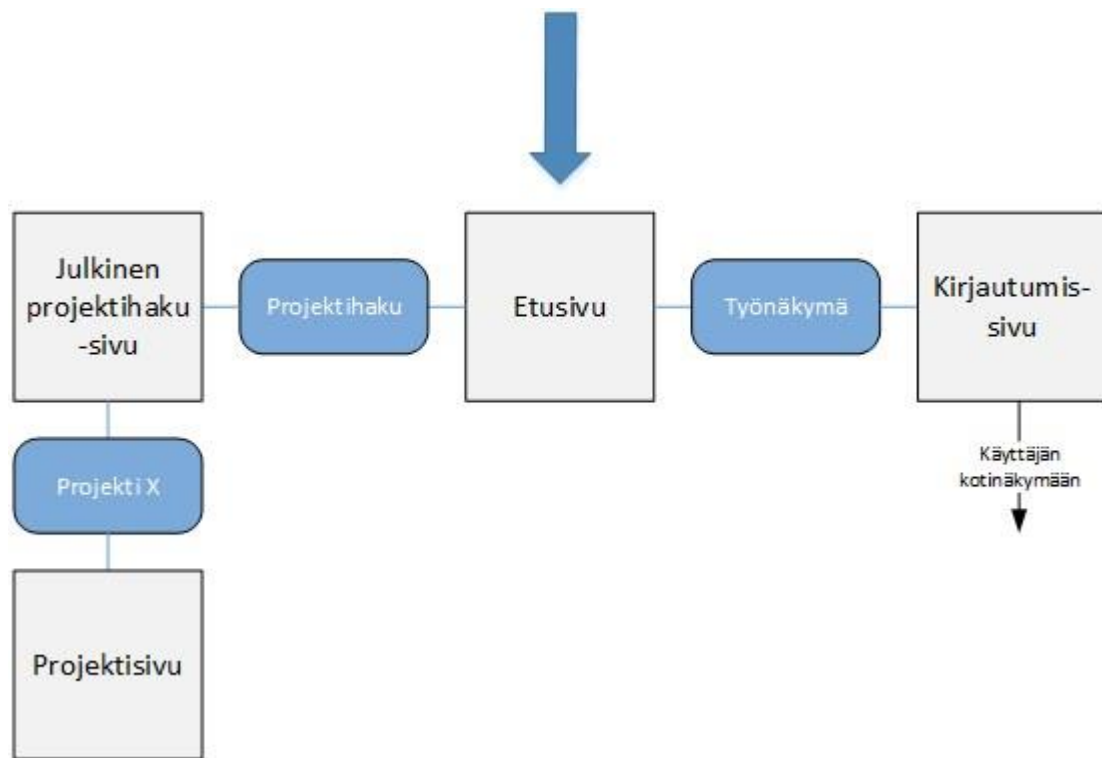 Julkinen
projektihaku
-sivu
Projektihaku
Etusivu
Työnäkymä
Kirjautumis-
sivu
Projekti X
Käyttäjän
kotinäkymään
Projektisivu